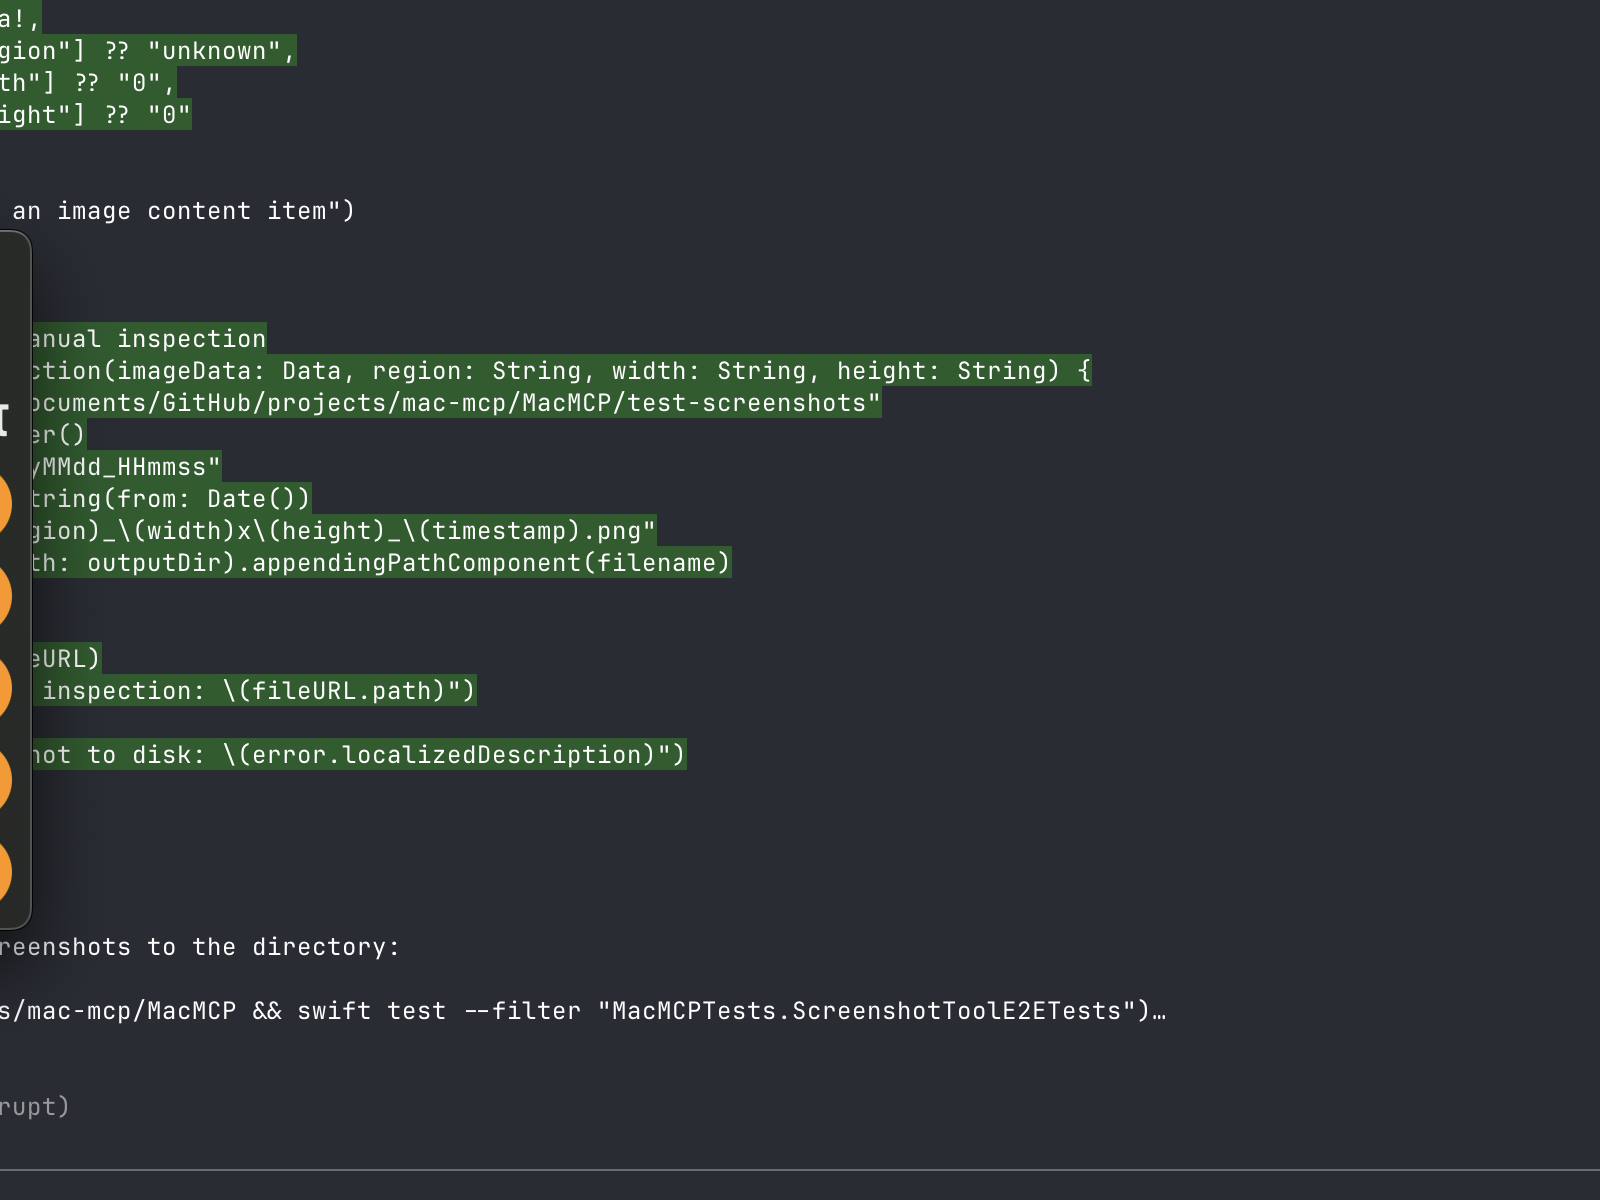 a!,
gion"] ?? "unknown",
th"] ?? "0",
ight"] ?? "0"
an image content item")
anual inspection
ction(imageData: Data, region: String, width: String, height: String) {
ocuments/GitHub/projects/mac-mcp/MacMCP/test-screenshots"
er()
yMMdd_HHmmss"
tring(from: Date())
gion)_\(width)x\(height)_\(timestamp).png"
th: outputDir).appendingPathComponent(filename)
eURL)
inspection: \(fileURL.path)")
not to disk: \(error.localizedDescription)")
reenshots to the directory:
s/mac-mcp/MacMCP && swift test --filter "MacMCPTests.ScreenshotToolE2ETests")…
rupt)